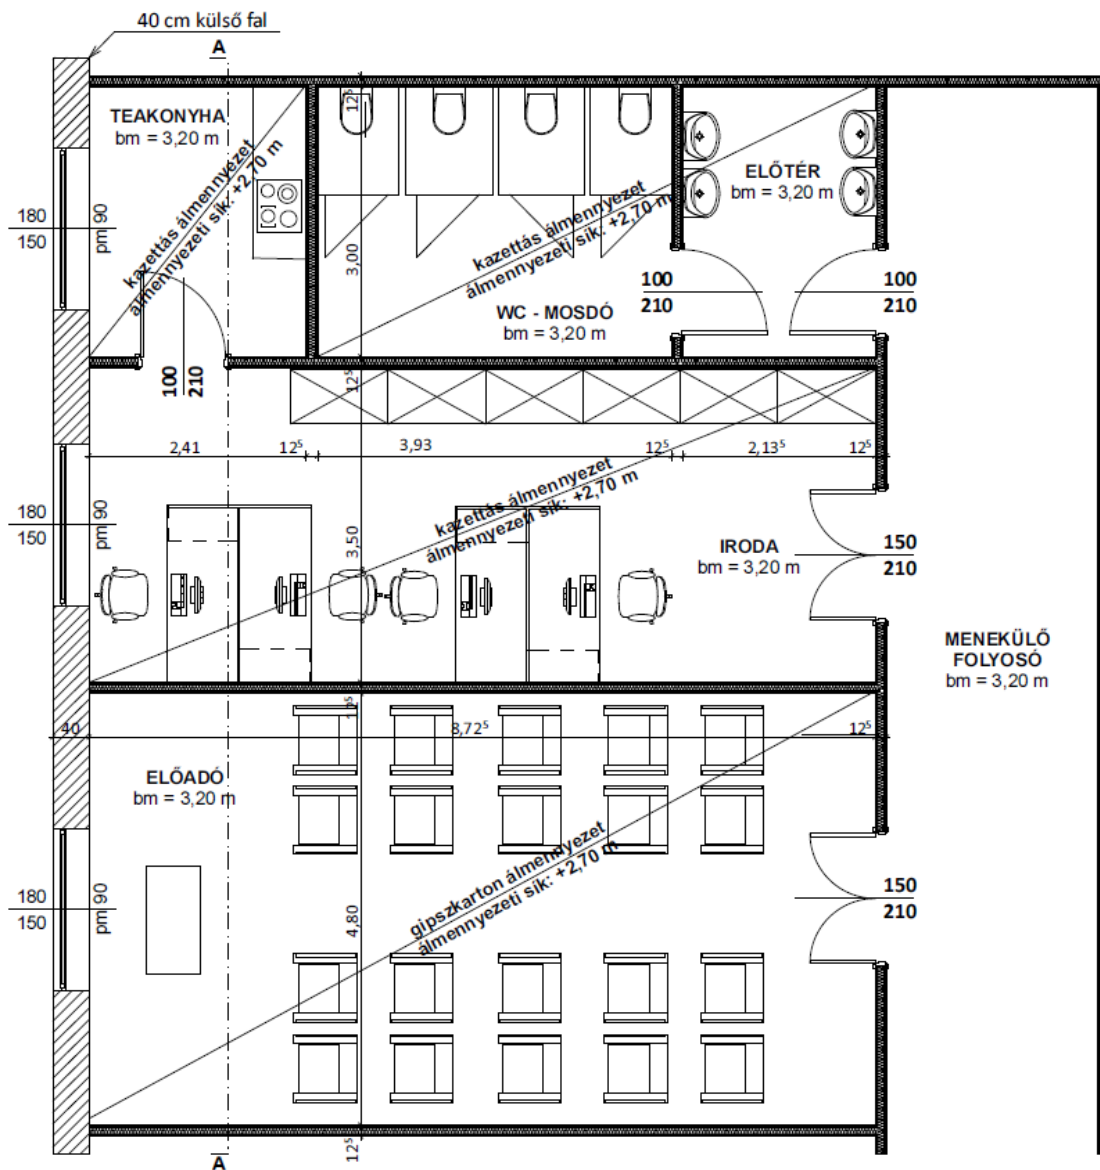 40 cm külső fal
A
TEAKONYHA
bm = 3,20 m
kazettás álmennyezet
álmennyezeti sík: +2,70 m
12⁵
ELŐTÉR
bm = 3,20 m
kazettás álmennyezet
álmennyezeti sík: +2,70 m
180
150
pm 90
3,00
WC - MOSDÓ
bm = 3,20 m
100
210
100
210
100
210
12⁵
2,41
12⁵
3,93
12⁵
2,13⁵
12⁵
kazettás álmennyezet
álmennyezeti sík: +2,70 m
180
150
pm 90
3,50
IRODA
bm = 3,20 m
150
210
MENEKÜLŐ
FOLYOSÓ
bm = 3,20 m
12⁵
40
8,72⁵
12⁵
ELŐADÓ
bm = 3,20 m
gipszkarton álmennyezet
álmennyezeti sík: +2,70 m
180
150
pm 90
4,80
150
210
12⁵
A